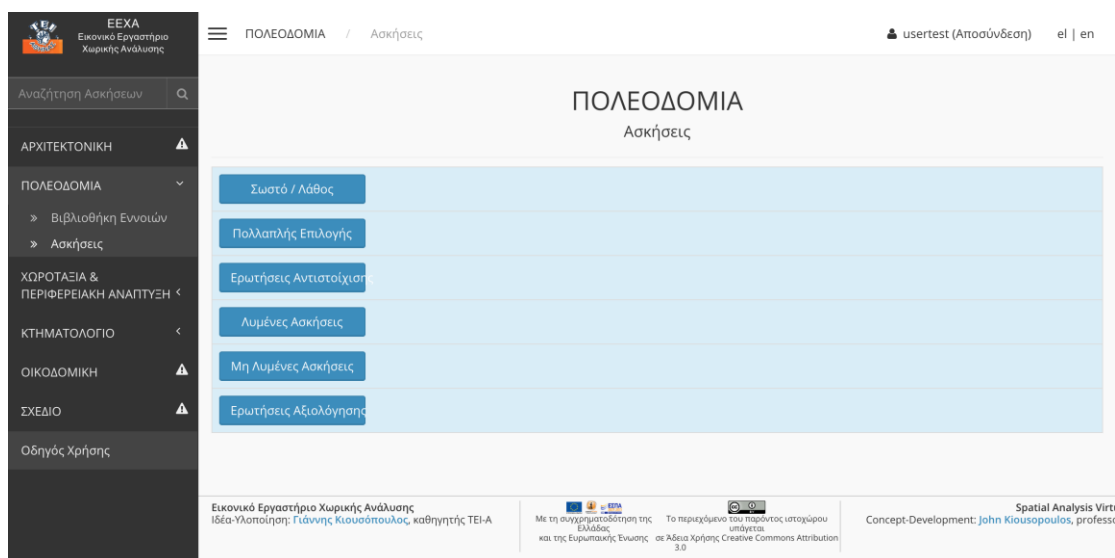 ΕΕΧΑ
Εικονικό Εργαστήριο
Χωρικής Ανάλυσης
ΠΟΛΕΟΔΟΜΙΑ / Ασκήσεις
usertest (Αποσύνδεση) el | en
Αναζήτηση Ασκήσεων
ΑΡΧΙΤΕΚΤΟΝΙΚΗ
ΠΟΛΕΟΔΟΜΙΑ
» Βιβλιοθήκη Εννοιών
» Ασκήσεις
ΧΩΡΟΤΑΞΙΑ &
ΠΕΡΙΦΕΡΕΙΑΚΗ ΑΝΑΠΤΥΞΗ
ΚΤΗΜΑΤΟΛΟΓΙΟ
ΟΙΚΟΔΟΜΙΚΗ
ΣΧΕΔΙΟ
Οδηγός Χρήσης
ΠΟΛΕΟΔΟΜΙΑ
Ασκήσεις
Σωστό / Λάθος
Πολλαπλής Επιλογής
Ερωτήσεις Αντιστοίχισης
Λυμένες Ασκήσεις
Μη Λυμένες Ασκήσεις
Ερωτήσεις Αξιολόγησης
Εικονικό Εργαστήριο Χωρικής Ανάλυσης
Ιδέα-Υλοποίηση: Γιάννης Κιουσόπουλος, καθηγητής ΤΕΙ-Α
Με τη συγχρηματοδότηση της
Ελλάδας
και της Ευρωπαικής Ένωσης
Το περιεχόμενο του παρόντος ιστοχώρου
υπάγεται
σε Άδεια Χρήσης Creative Commons Attribution
3.0
Spatial Analysis Virtu
Concept-Development: John Kiousopoulos, professo